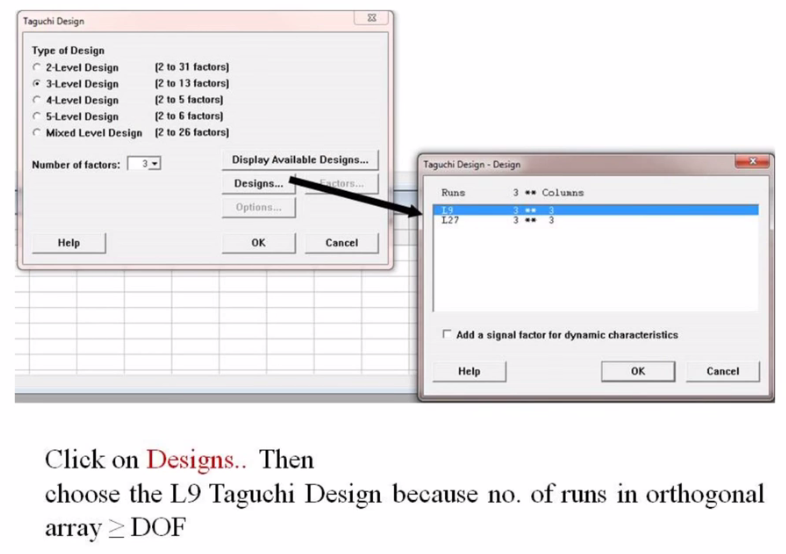 Taguchi Design
Type of Design
2-Level Design (2 to 31 factors)
3-Level Design (2 to 13 factors)
4-Level Design (2 to 5 factors)
5-Level Design (2 to 6 factors)
Mixed Level Design (2 to 26 factors)
Number of factors: 3
Display Available Designs...
Designs... Factors...
Options...
Help OK Cancel
Taguchi Design - Design
Runs 3 ** Columns
L9 3 ** 3
L27 3 ** 3
Add a signal factor for dynamic characteristics
Help OK Cancel
Click on Designs.. Then
choose the L9 Taguchi Design because no. of runs in orthogonal
array ≥ DOF